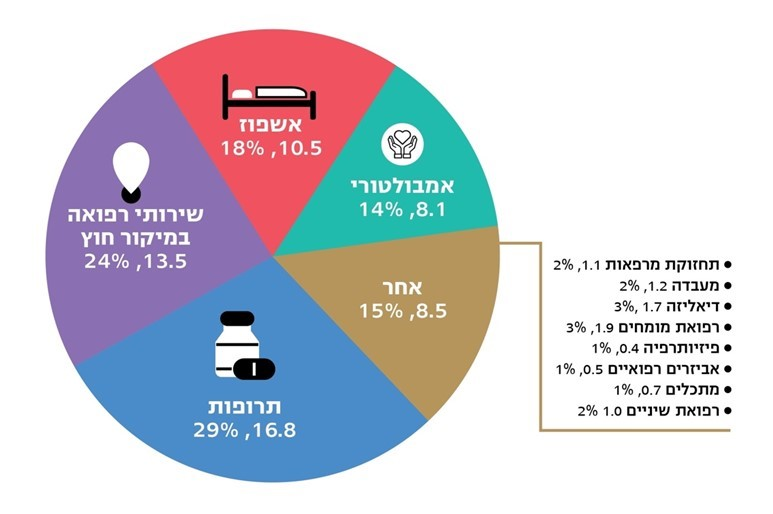 אשפוז
10.5, 18%
אמבולטורי
8.1, 14%
שירותי רפואה
במיקור חוץ
13.5, 24%
אחר
8.5, 15%
תרופות
16.8, 29%
● תחזוקת מרפאות 1.1, 2%
● מעבדה 1.2, 2%
● דיאליזה 1.7, 3%
● רפואת מומחים 1.9, 3%
● פיזיותרפיה 0.4, 1%
● אביזרים רפואיים 0.5, 1%
● מתכלים 0.7, 1%
● רפואת שיניים 1.0 2%